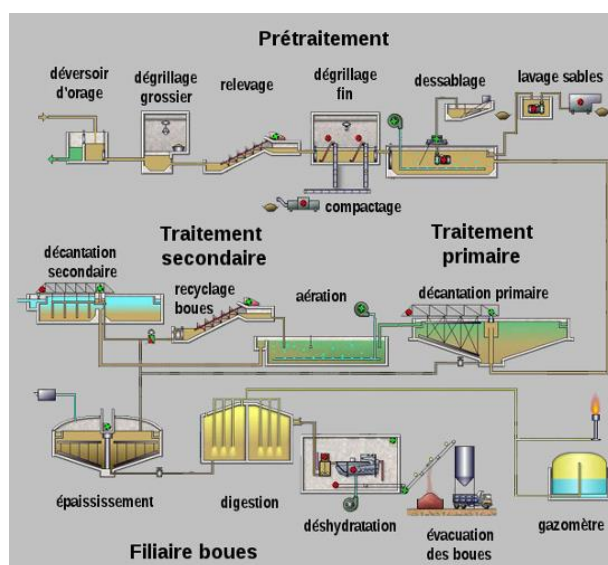 Prétraitement
déversoir
d'orage
dégrillage
grossier
relevage
dégrillage
fin
dessablage
lavage sables
compactage
Traitement
secondaire
Traitement
primaire
décantation
secondaire
recyclage
boues
aération
décantation primaire
épaississement
digestion
déshydratation
évacuation
des boues
gazomètre
Filiaire boues